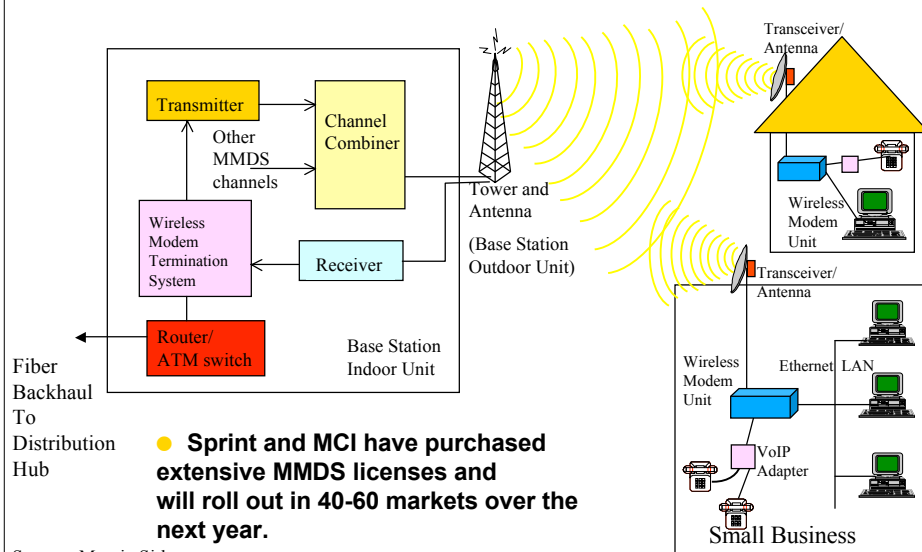 Transmitter
Other
MMDS
channels
Channel
Combiner
Wireless
Modem
Termination
System
Receiver
Router/
ATM switch
Base Station
Indoor Unit
Fiber
Backhaul
To
Distribution
Hub
Tower and
Antenna
(Base Station
Outdoor Unit)
Transceiver/
Antenna
Wireless
Modem
Unit
Transceiver/
Antenna
Wireless
Modem
Unit
Ethernet LAN
VoIP
Adapter
Small Business
Sprint and MCI have purchased
extensive MMDS licenses and
will roll out in 40-60 markets over the
next year.